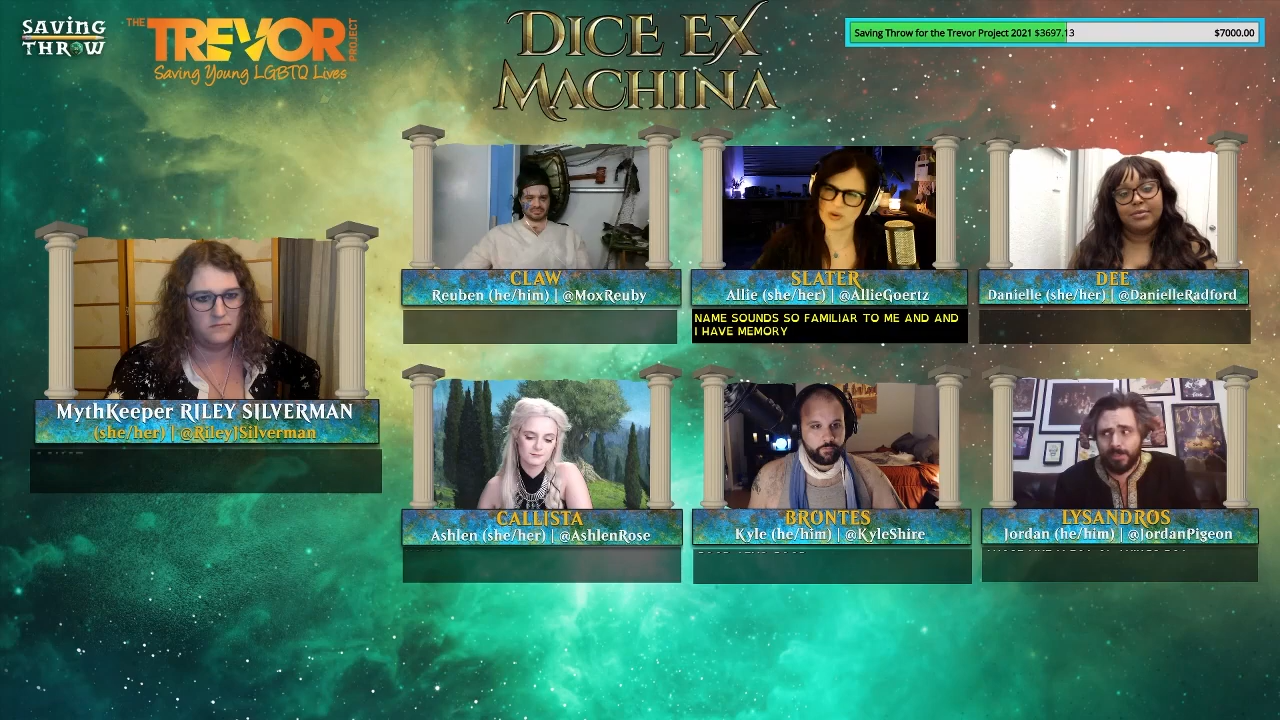 SAVING
THROW
THE
TREVOR
PROJECT
Saving Young LGBTQ Lives
DICE EX
MACHINA
Saving Throw for the Trevor Project 2021 $3697.13
$7000.00
CLAW
Reuben (he/him) | @MoxReuby
SLATER
Allie (she/her) | @AllieGoertz
NAME SOUNDS SO FAMILIAR TO ME AND AND
I HAVE MEMORY
DEE
Danielle (she/her) | @DanielleRadford
MythKeeper RILEY SILVERMAN
(she/her) | @RileyJSilverman
CALLISTA
Ashlen (she/her) | @AshlenRose
BRONTES
Kyle (he/him) | @KyleShire
LYSANDROS
Jordan (he/him) | @JordanPigeon